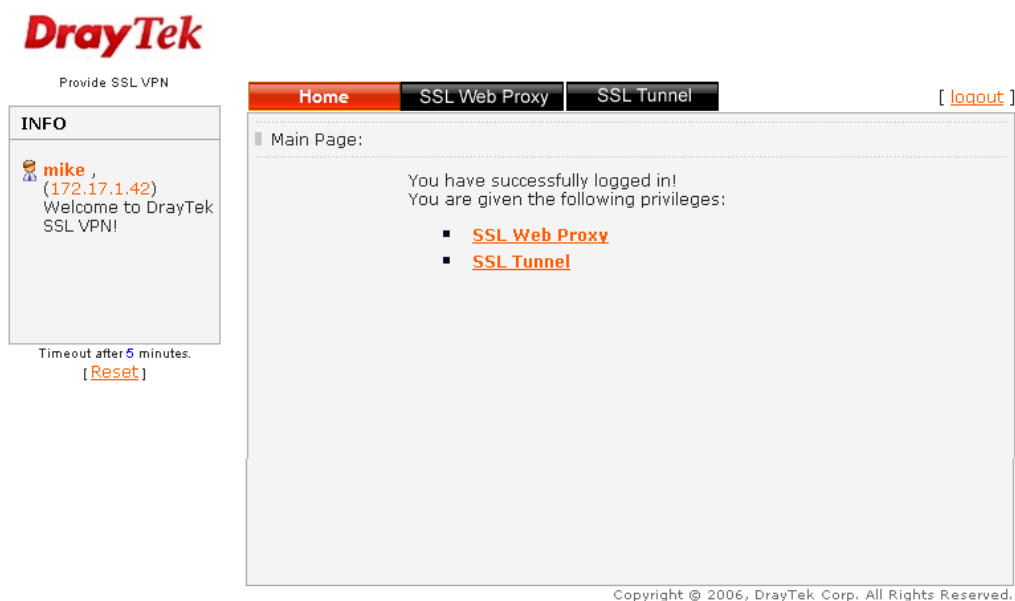 DrayTek
Provide SSL VPN
Home
SSL Web Proxy
SSL Tunnel
[ logout ]
INFO
mike ,
(172.17.1.42)
Welcome to DrayTek
SSL VPN!
Timeout after 5 minutes.
[ Reset ]
Main Page:
You have successfully logged in!
You are given the following privileges:
SSL Web Proxy
SSL Tunnel
Copyright @ 2006, DrayTek Corp. All Rights Reserved.